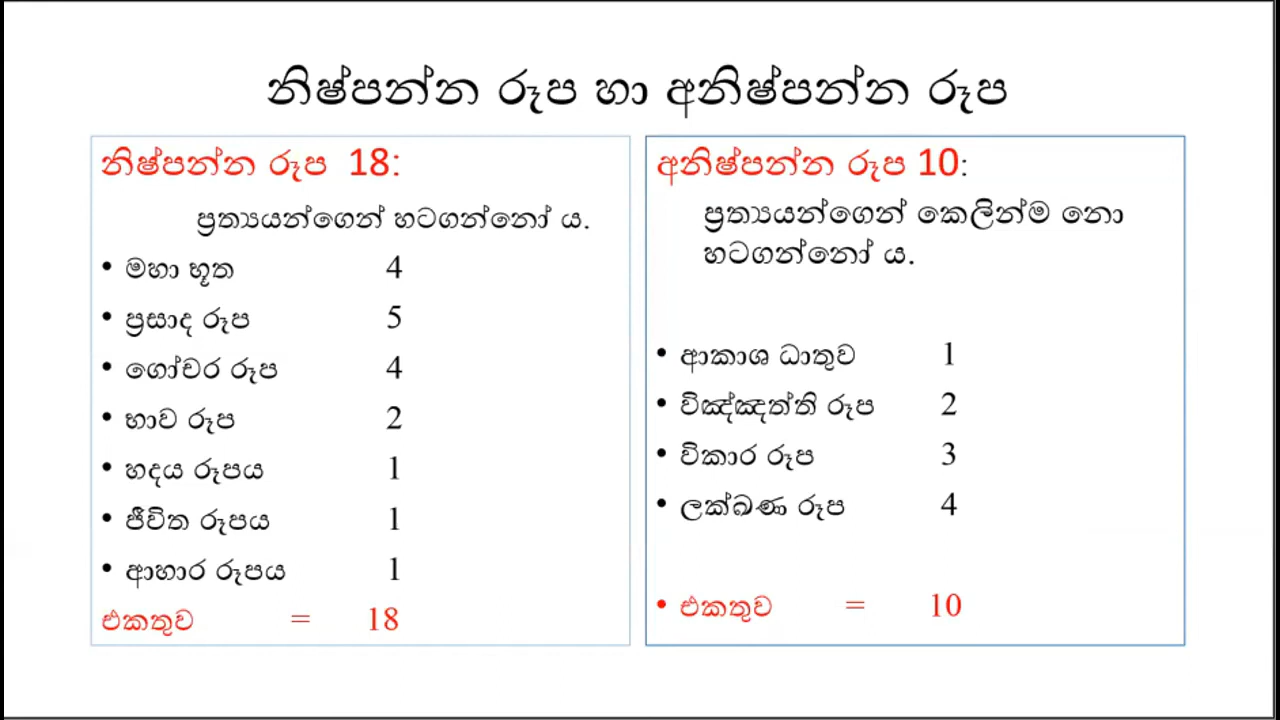 නිෂ්පන්න රූප හා අනිෂ්පන්න රූප
නිෂ්පන්න රූප 18:
ප්‍රත්‍යයන්ගෙන් හටගන්නෝ ය.
• මහා භූත 4
• ප්‍රසාද රූප 5
• ගෝචර රූප 4
• භාව රූප 2
• හදය රූපය 1
• ජීවිත රූපය 1
• ආහාර රූපය 1
එකතුව = 18
අනිෂ්පන්න රූප 10:
ප්‍රත්‍යයන්ගෙන් කෙලින්ම නො
හටගන්නෝ ය.
• ආකාශ ධාතුව 1
• විඤ්ඤත්ති රූප 2
• විකාර රූප 3
• ලක්ඛණ රූප 4
• එකතුව = 10